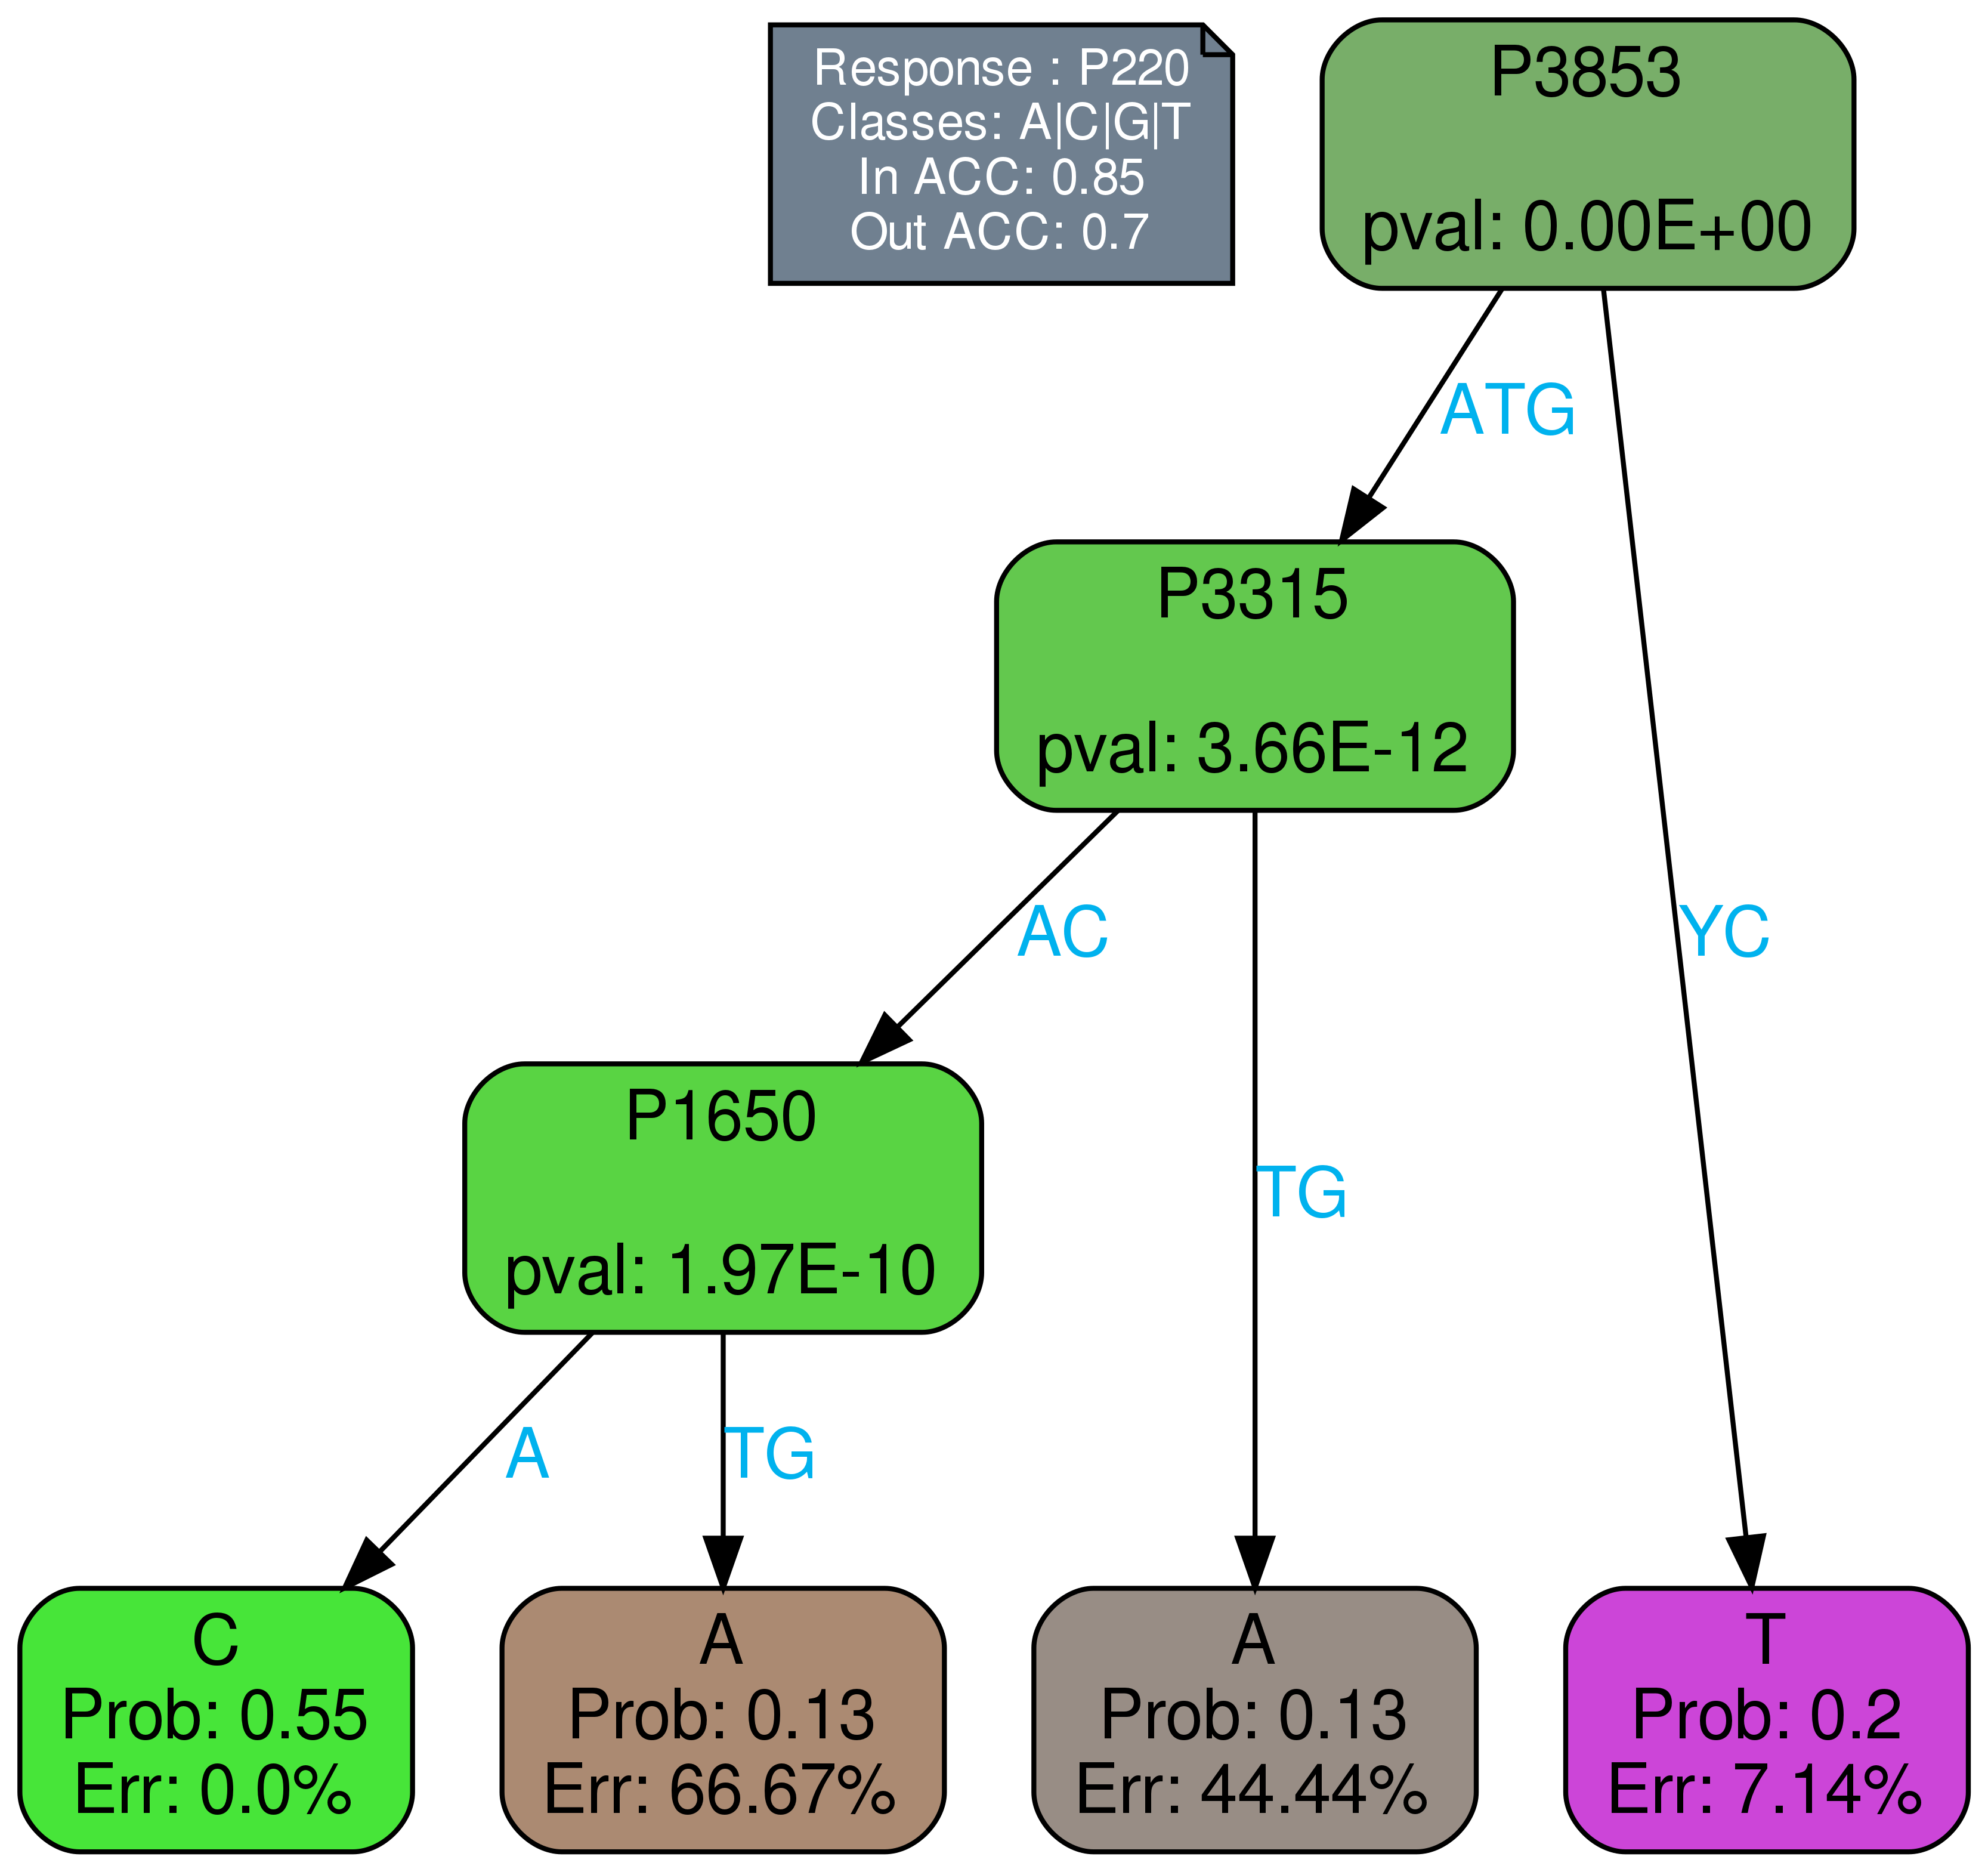 Response : P220
Classes: A|C|G|T
In ACC: 0.85
Out ACC: 0.7
P3853
pval: 0.00E+00
ATG
P3315
pval: 3.66E-12
AC
YC
P1650
pval: 1.97E-10
TG
A
TG
C
Prob: 0.55
Err: 0.0%
A
Prob: 0.13
Err: 66.67%
A
Prob: 0.13
Err: 44.44%
T
Prob: 0.2
Err: 7.14%